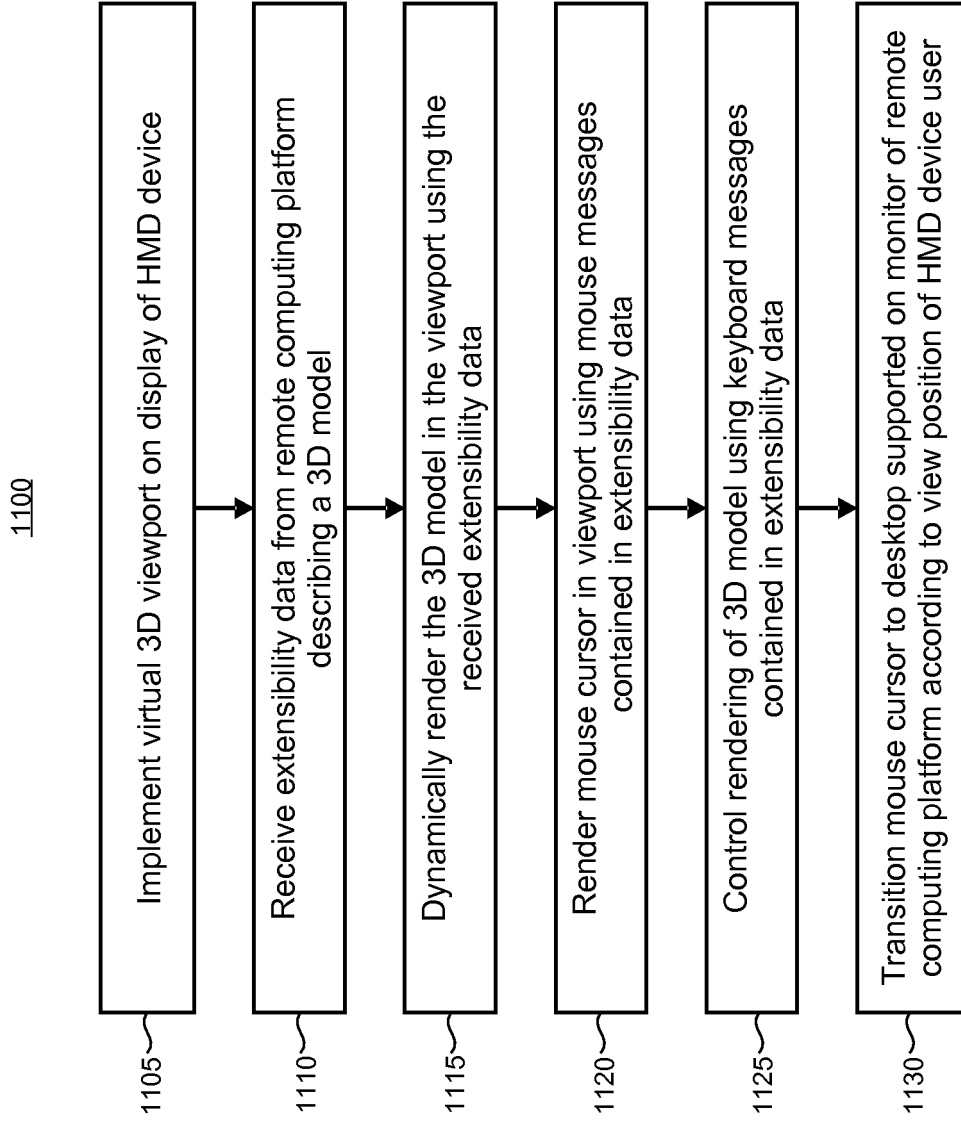 1100
1105
Implement virtual 3D viewport on display of HMD device
1110
Receive extensibility data from remote computing platform
describing a 3D model
1115
Dynamically render the 3D model in the viewport using the
received extensibility data
1120
Render mouse cursor in viewport using mouse messages
contained in extensibility data
1125
Control rendering of 3D model using keyboard messages
contained in extensibility data
1130
Transition mouse cursor to desktop supported on monitor of remote
computing platform according to view position of HMD device user